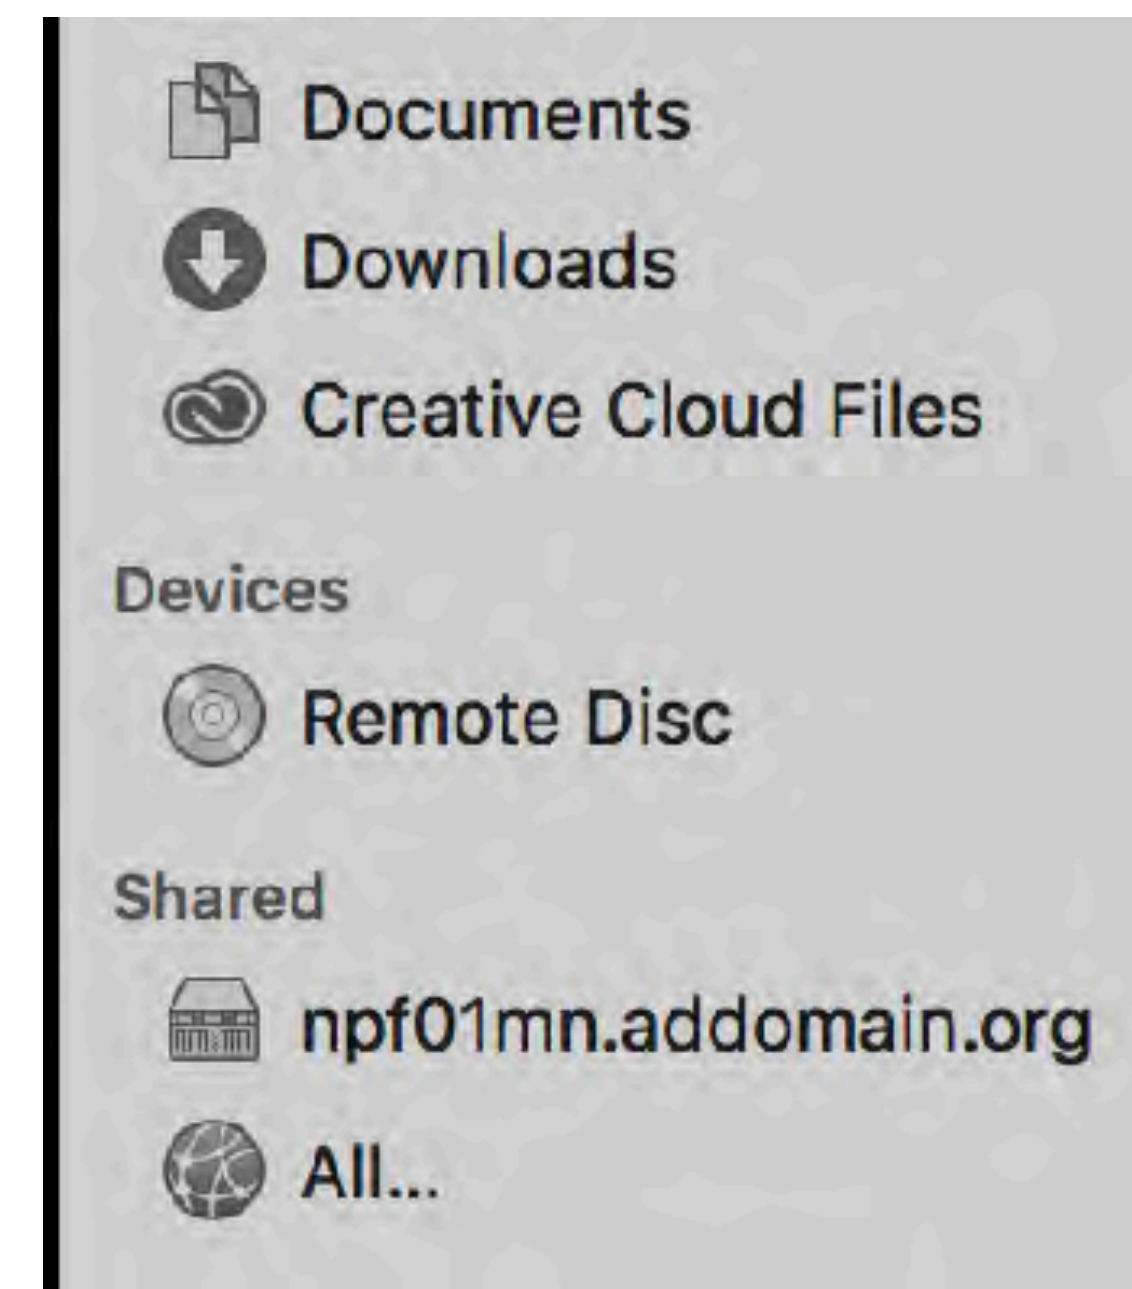 Documents
Downloads
Creative Cloud Files
Devices
Remote Disc
Shared
npf01mn.addomain.org
All...